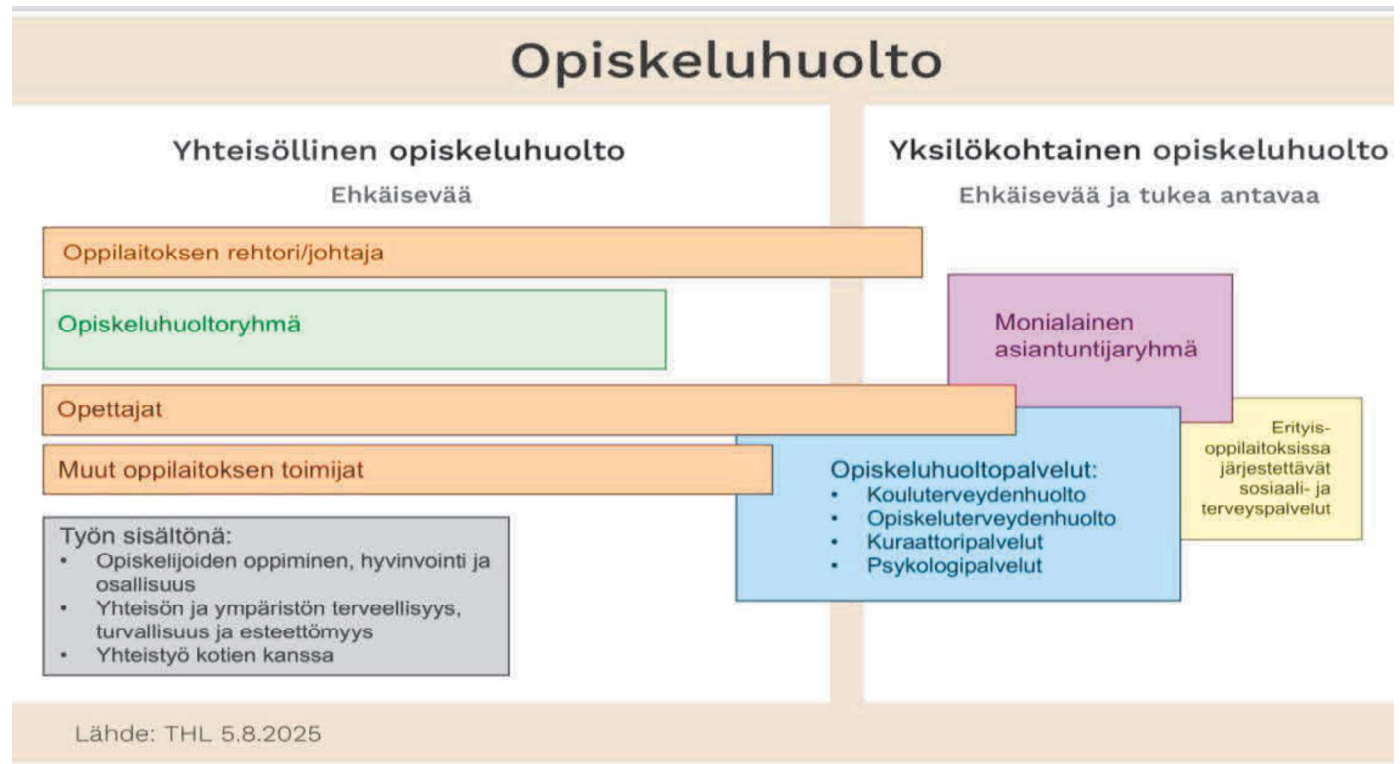 Opiskeluhuolto
Yhteisöllinen opiskeluhuolto
Ehkäisevää
Oppilaitoksen rehtori/johtaja
Opiskeluhuoltoryhmä
Opettajat
Muut oppilaitoksen toimijat
Työn sisältönä:
• Opiskelijoiden oppiminen, hyvinvointi ja
osallisuus
• Yhteisön ja ympäristön terveellisyys,
turvallisuus ja esteettömyys
• Yhteistyö kotien kanssa
Yksilökohtainen opiskeluhuolto
Ehkäisevää ja tukea antavaa
Monialainen
asiantuntijaryhmä
Opiskeluhuoltopalvelut:
• Kouluterveydenhuolto
• Opiskeluterveydenhuolto
• Kuraattoripalvelut
• Psykologipalvelut
Erityis-
oppilaitoksissa
järjestettävät
sosiaali- ja
terveyspalvelut
Lähde: THL 5.8.2025